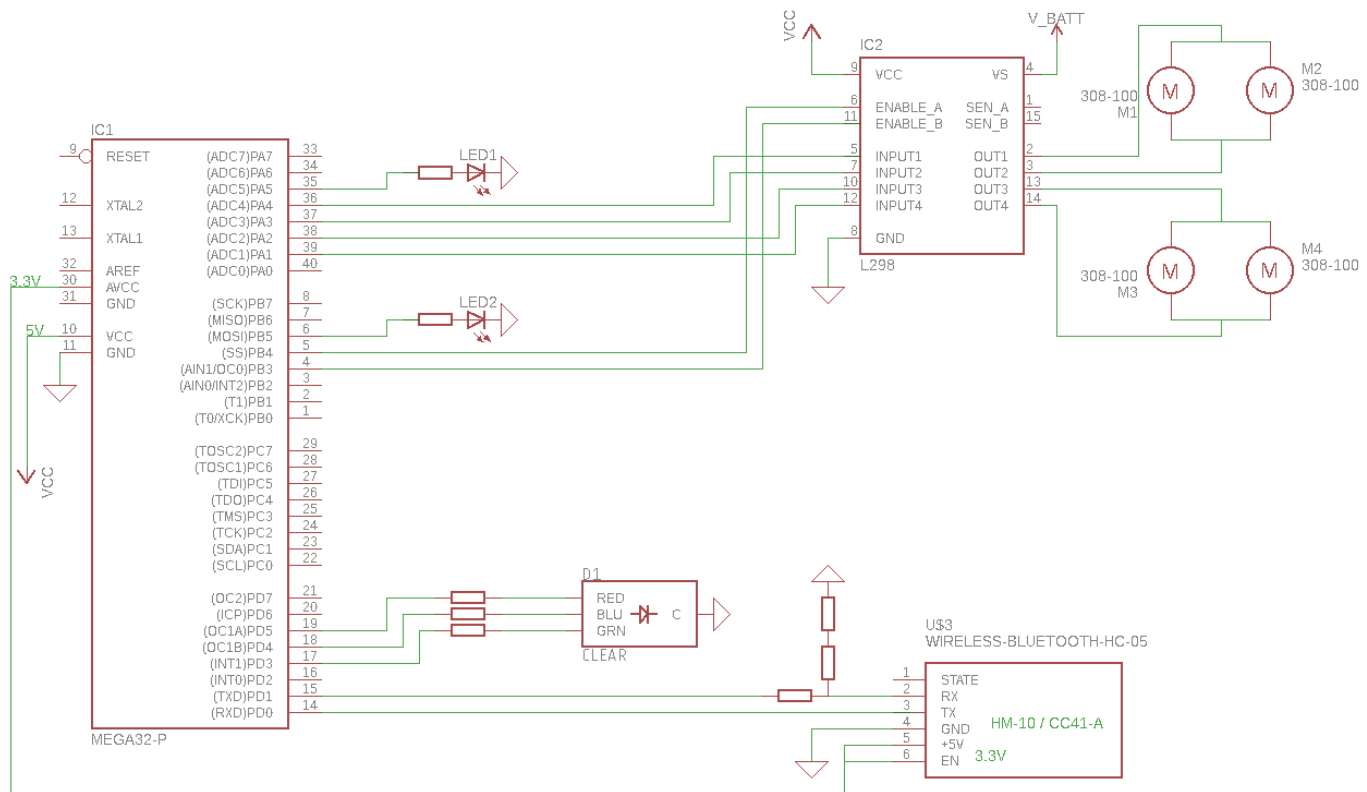 IC1
9 RESET
12 XTAL2
13 XTAL1
32 AREF
3.3V 30 AVCC
31 GND
5V 10 VCC
11 GND
VCC
(ADC7)PA7 33
(ADC6)PA6 34
(ADC5)PA5 35
(ADC4)PA4 36
(ADC3)PA3 37
(ADC2)PA2 38
(ADC1)PA1 39
(ADC0)PA0 40
(SCK)PB7 8
(MISO)PB6 7
(MOSI)PB5 6
(SS)PB4 5
(AIN1/OC0)PB3 4
(AIN0/INT2)PB2 3
(T1)PB1 2
(T0/XCK)PB0 1
(TOSC2)PC7 29
(TOSC1)PC6 28
(TDI)PC5 27
(TDO)PC4 26
(TMS)PC3 25
(TCK)PC2 24
(SDA)PC1 23
(SCL)PC0 22
(OC2)PD7 21
(ICP)PD6 20
(OC1A)PD5 19
(OC1B)PD4 18
(INT1)PD3 17
(INT0)PD2 16
(TXD)PD1 15
(RXD)PD0 14
MEGA32-P
LED1
LED2
VCC
V_BATT
IC2
9 VCC
6 ENABLE_A
11 ENABLE_B
5 INPUT1
7 INPUT2
10 INPUT3
12 INPUT4
8 GND
VS 4
SEN_A 1
SEN_B 15
OUT1 2
OUT2 3
OUT3 13
OUT4 14
L298
308-100
M1
M
M
M2
308-100
308-100
M3
M
M
M4
308-100
D1
RED
BLU C
GRN
CLEAR
U$3
WIRELESS-BLUETOOTH-HC-05
1 STATE
2 RX
3 TX
4 GND
5 +5V
6 EN
HM-10 / CC41-A
3.3V